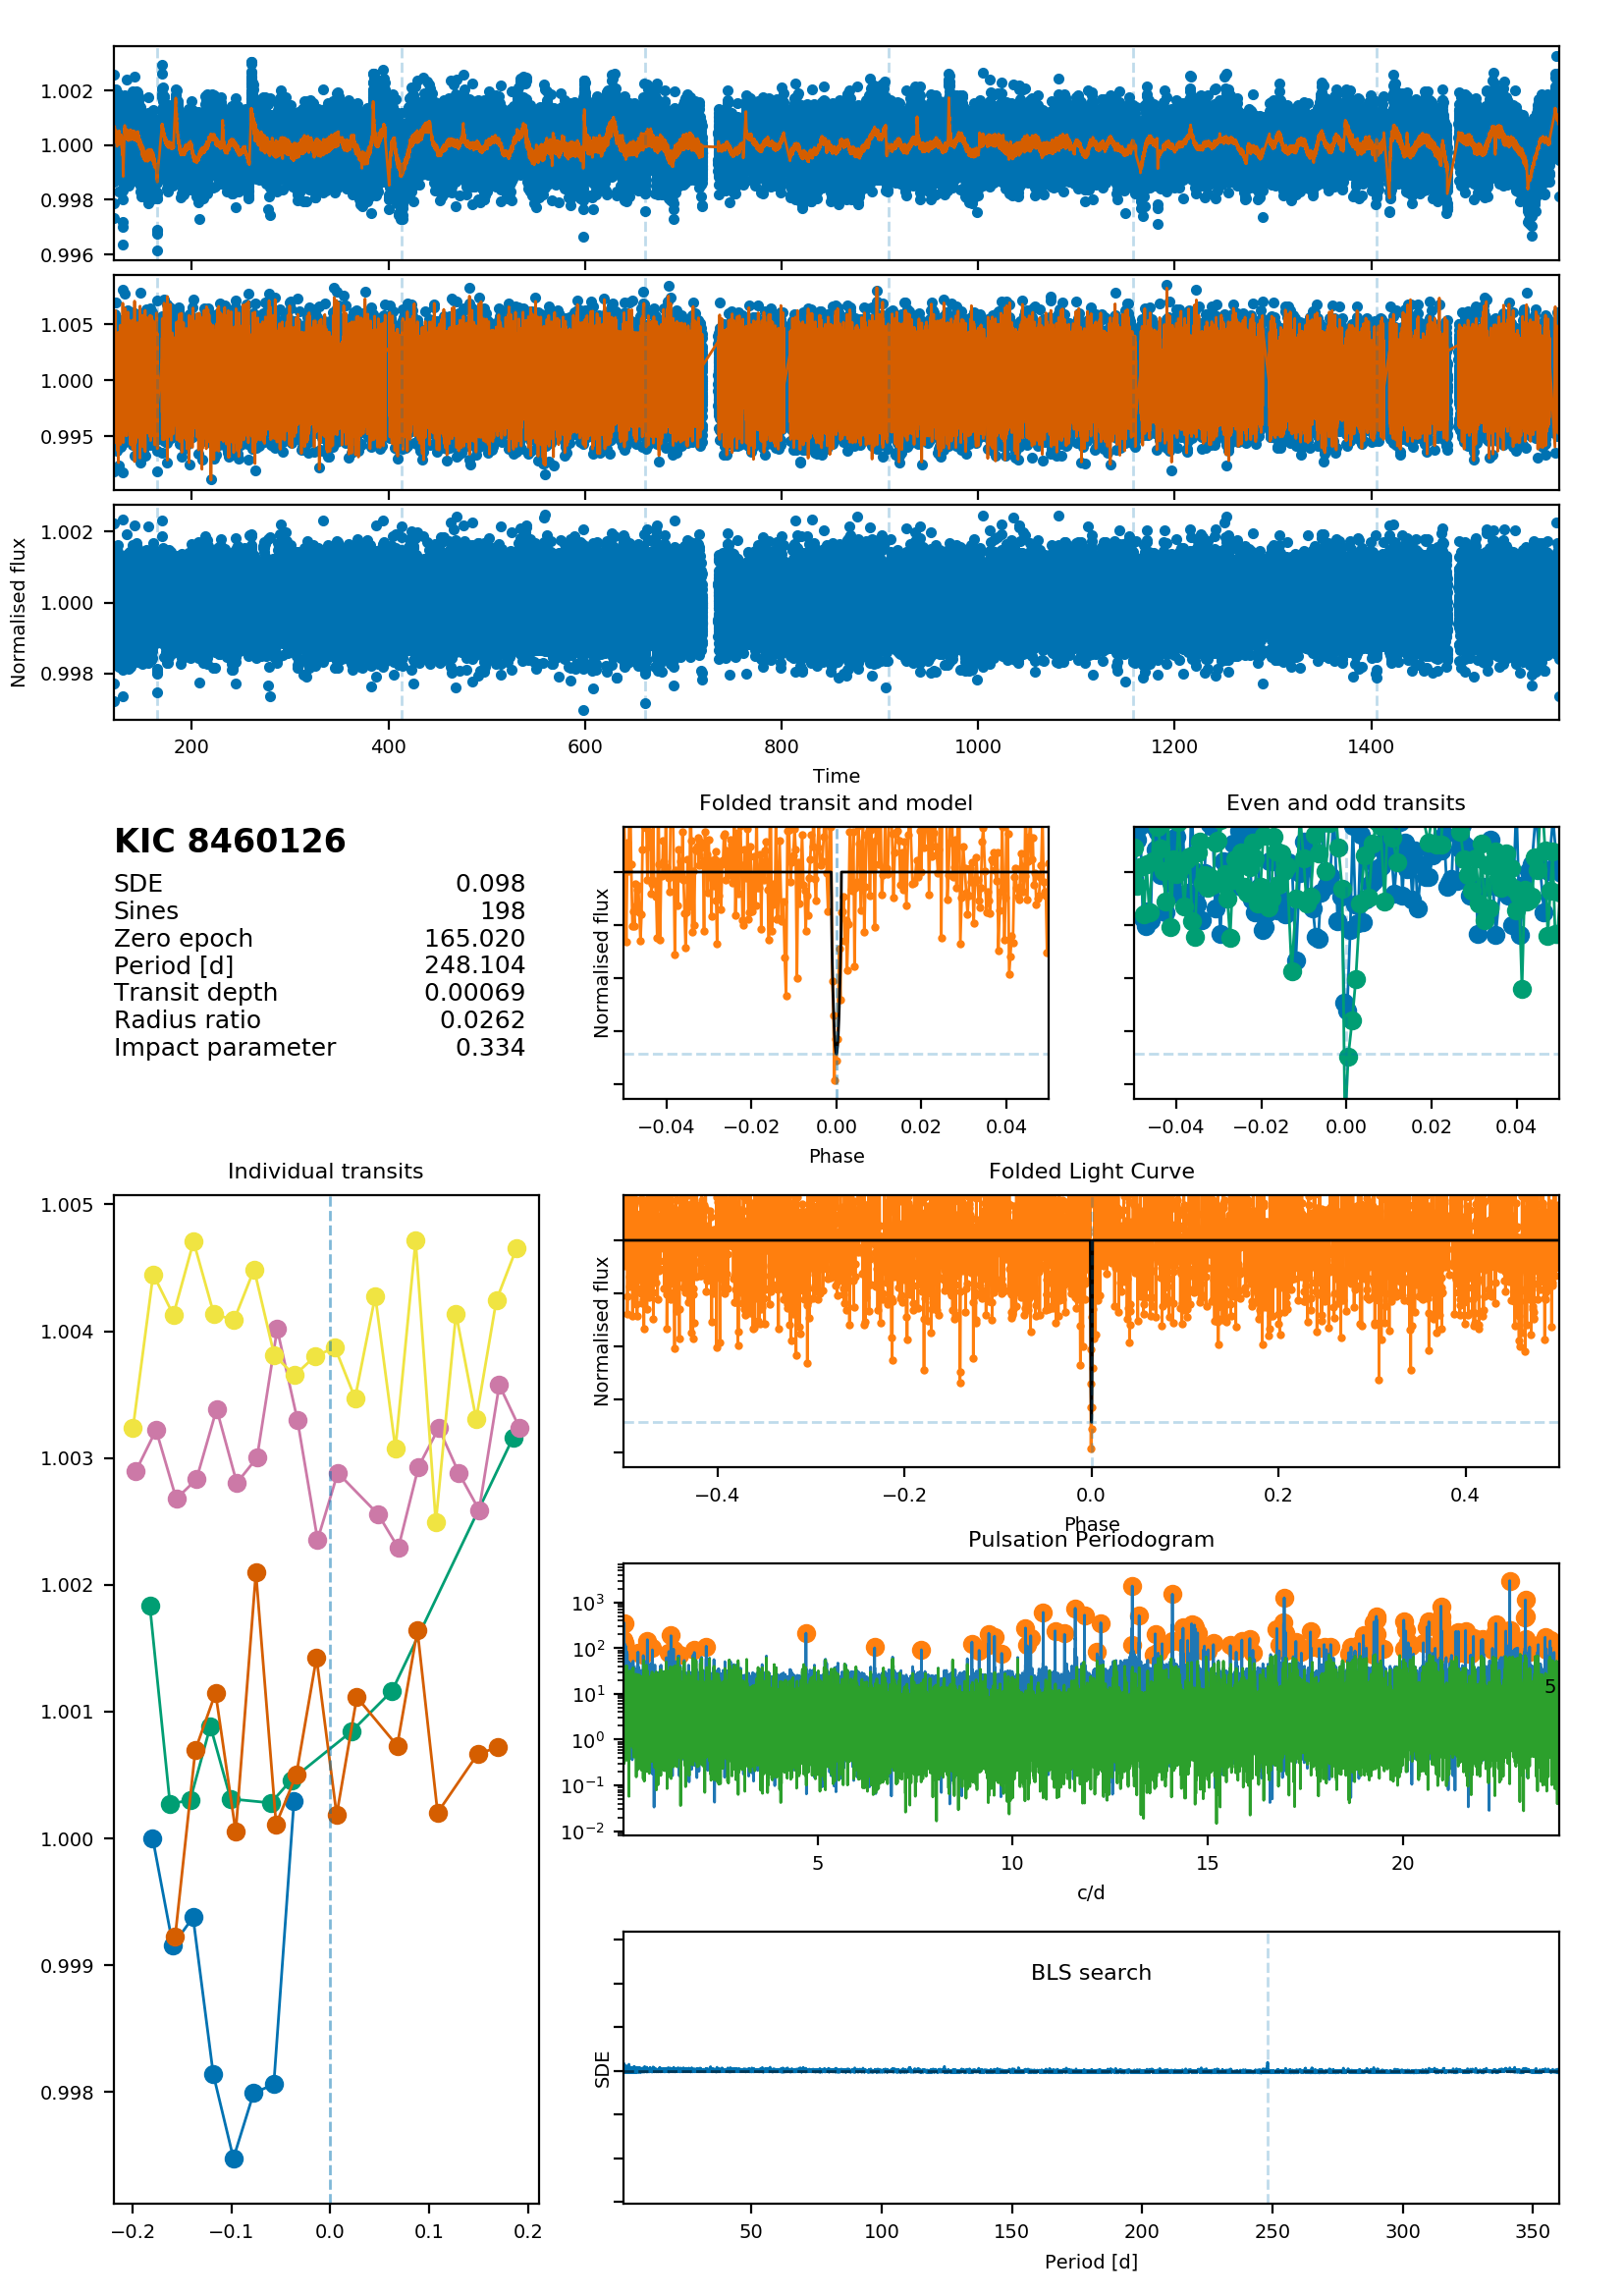 1.002
1.000
0.998
0.996
1.005
1.000
0.995
1.002
1.000
0.998
Normalised flux
200 400 600 800 1000 1200 1400
Time
KIC 8460126
SDE 0.098
Sines 198
Zero epoch 165.020
Period [d] 248.104
Transit depth 0.00069
Radius ratio 0.0262
Impact parameter 0.334
Folded transit and model
Normalised flux
−0.04 −0.02 0.00 0.02 0.04
Phase
Even and odd transits
−0.04 −0.02 0.00 0.02 0.04
Individual transits
1.005
1.004
1.003
1.002
1.001
1.000
0.999
0.998
−0.2 −0.1 0.0 0.1 0.2
Folded Light Curve
Normalised flux
−0.4 −0.2 0.0 0.2 0.4
Phase
Pulsation Periodogram
10³
10²
10¹
10⁰
10⁻¹
10⁻²
5
5 10 15 20
c/d
BLS search
SDE
50 100 150 200 250 300 350
Period [d]